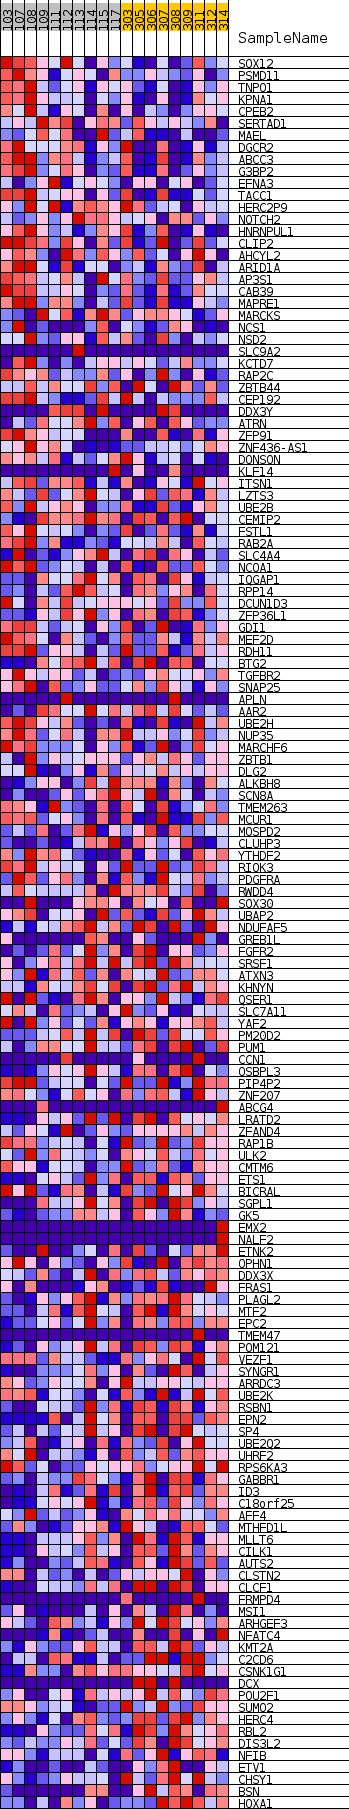 103 107 108 109 111 112 113 114 115 117 303 305 306 307 308 309 311 312 314
SampleName
SOX12
PSMD11
TNPO1
KPNA1
CPEB2
SERTAD1
MAEL
DGCR2
ABCC3
G3BP2
EFNA3
TACC1
HERC2P9
NOTCH2
HNRNPUL1
CLIP2
AHCYL2
ARID1A
AP3S1
CAB39
MAPRE1
MARCKS
NCS1
NSD2
SLC9A2
KCTD7
RAP2C
ZBTB44
CEP192
DDX3Y
ATRN
ZFP91
ZNF436-AS1
DONSON
KLF14
ITSN1
LZTS3
UBE2B
CEMIP2
FSTL1
RAB2A
SLC4A4
NCOA1
IQGAP1
RPP14
DCUN1D3
ZFP36L1
GDI1
MEF2D
RDH11
BTG2
TGFBR2
SNAP25
APLN
AAR2
UBE2H
NUP35
MARCHF6
ZBTB1
DLG2
ALKBH8
SCN8A
TMEM263
MCUR1
MOSPD2
CLUHP3
YTHDF2
RIOK3
PDGFRA
RWDD4
SOX30
UBAP2
NDUFAF5
GREB1L
FGFR2
SRSF1
ATXN3
KHNYN
QSER1
SLC7A11
YAF2
PM20D2
PUM1
CCN1
OSBPL3
PIP4P2
ZNF207
ABCG4
LRATD2
ZFAND4
RAP1B
ULK2
CMTM6
ETS1
BICRAL
SGPL1
GK5
EMX2
NALF2
ETNK2
OPHN1
DDX3X
FRAS1
PLAGL2
MTF2
EPC2
TMEM47
POM121
VEZF1
SYNGR1
ARRDC3
UBE2K
RSBN1
EPN2
SP4
UBE2Q2
UHRF2
RPS6KA3
GABBR1
ID3
C18orf25
AFF4
MTHFD1L
MLLT6
CILK1
AUTS2
CLSTN2
CLCF1
FRMPD4
MSI1
ARHGEF3
NFATC4
KMT2A
C2CD6
CSNK1G1
DCX
POU2F1
SUMO2
HERC4
RBL2
DIS3L2
NFIB
ETV1
CHSY1
BSN
HOXA1